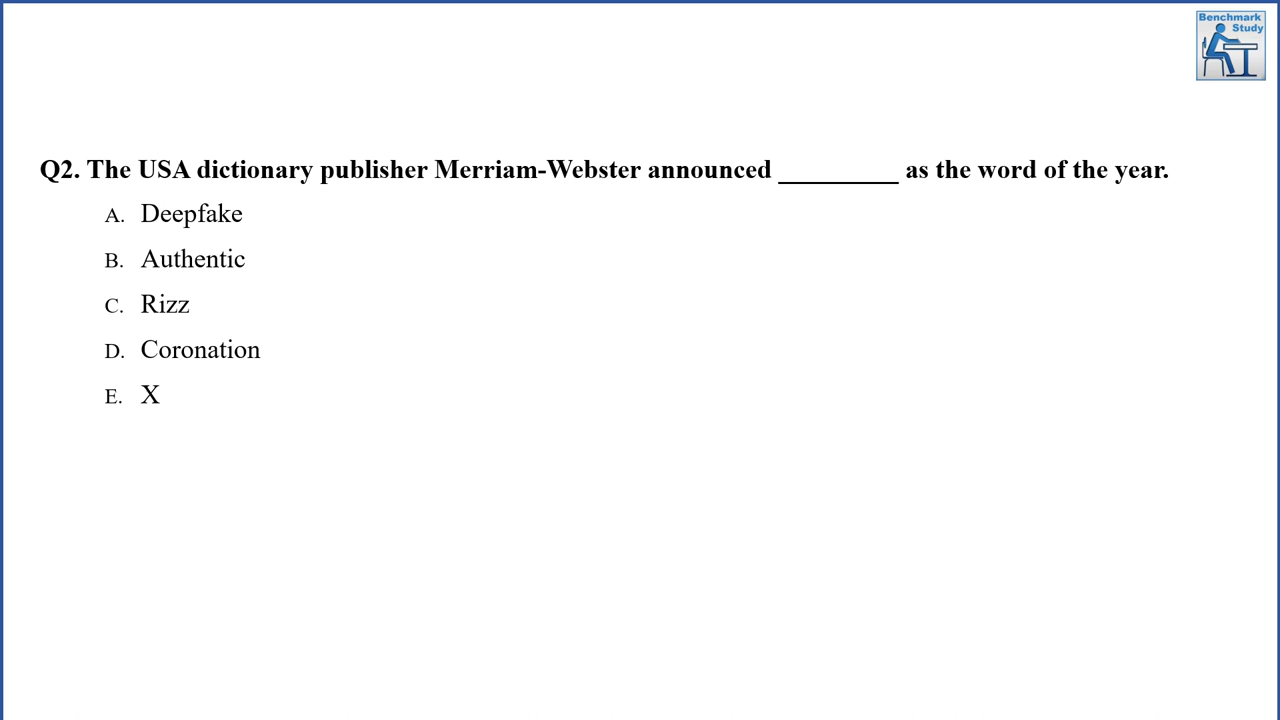 Benchmark
Study
Q2. The USA dictionary publisher Merriam-Webster announced _________ as the word of the year.
A. Deepfake
B. Authentic
C. Rizz
D. Coronation
E. X